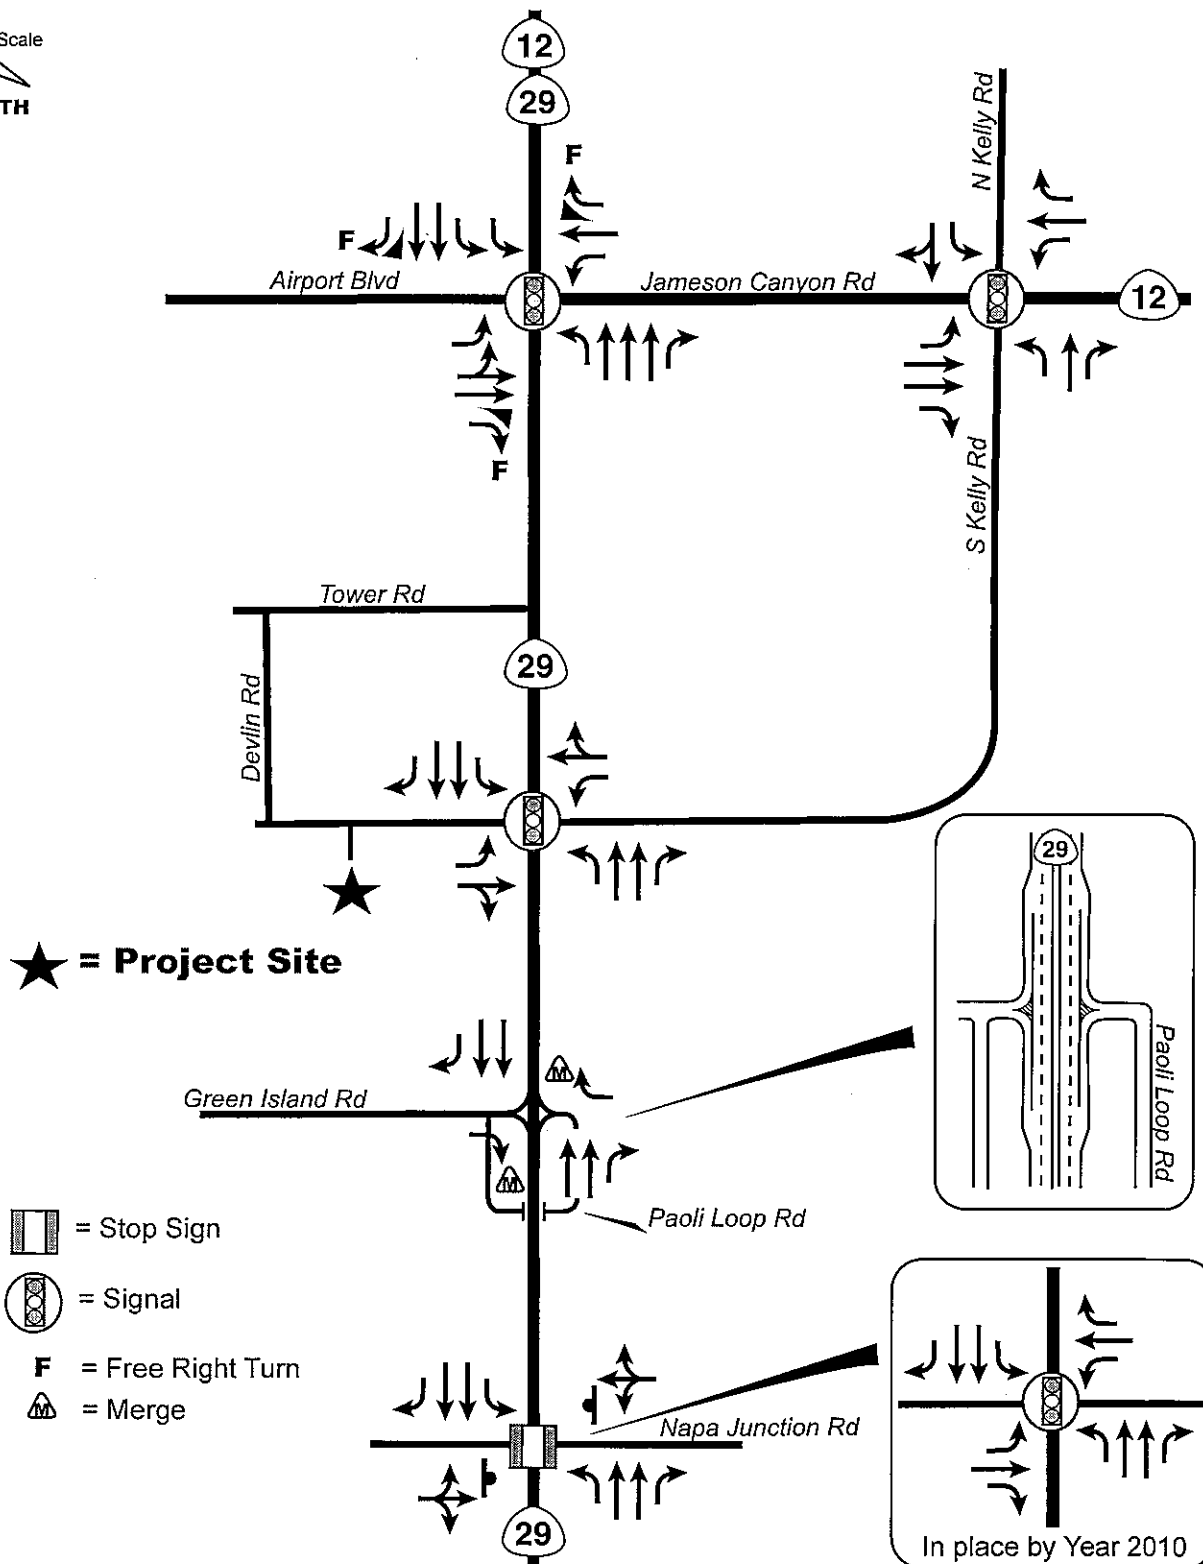 Scale
TH
12
29
N Kelly Rd
F
F
Airport Blvd
Jameson Canyon Rd
12
F
S Kelly Rd
Tower Rd
29
Devlin Rd
= Project Site
29
Paoli Loop Rd
M
Green Island Rd
M
Paoli Loop Rd
= Stop Sign
= Signal
F = Free Right Turn
M = Merge
Napa Junction Rd
29
In place by Year 2010